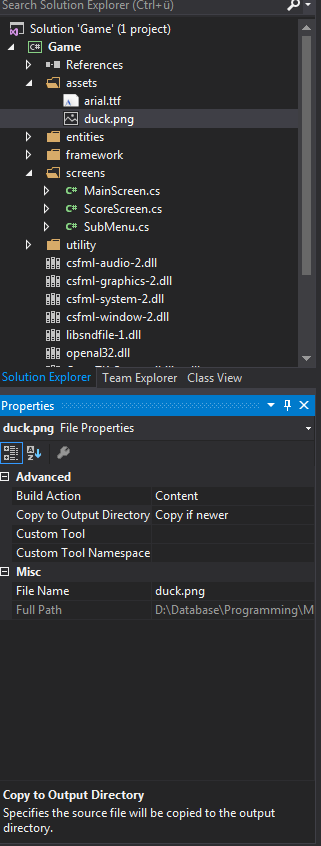 Search Solution Explorer (Ctrl+ü)
Solution 'Game' (1 project)
C# Game
References
assets
arial.ttf
duck.png
entities
framework
screens
C# MainScreen.cs
C# ScoreScreen.cs
C# SubMenu.cs
utility
csfml-audio-2.dll
csfml-graphics-2.dll
csfml-system-2.dll
csfml-window-2.dll
libsndfile-1.dll
openal32.dll
Solution Explorer Team Explorer Class View
Properties
duck.png File Properties
Advanced
Build Action Content
Copy to Output Directory Copy if newer
Custom Tool
Custom Tool Namespace
Misc
File Name duck.png
Full Path D:\Database\Programming\M
Copy to Output Directory
Specifies the source file will be copied to the output
directory.